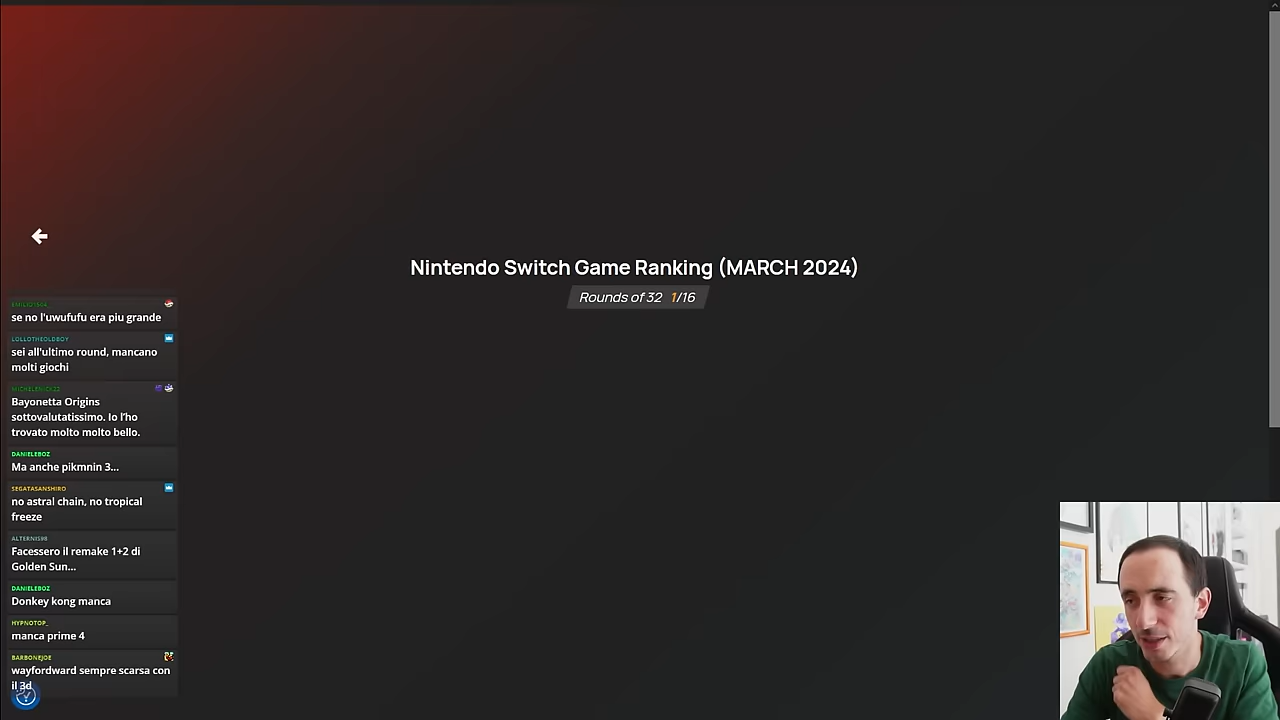 Nintendo Switch Game Ranking (MARCH 2024)
Rounds of 32 1/16
se no l'uwufufu era piu grande
LOLLOTHEOLDBOY
sei all'ultimo round, mancano
molti giochi
MICHELENICK22
Bayonetta Origins
sottovalutatissimo. Io l'ho
trovato molto molto bello.
DANIELEBOZ
Ma anche pikmnin 3...
SEGATASANSHIRO
no astral chain, no tropical
freeze
ALTERNIS98
Facessero il remake 1+2 di
Golden Sun...
DANIELEBOZ
Donkey kong manca
HYPNOTOP_
manca prime 4
BARBONEJOE
wayfordward sempre scarsa con
il 3d